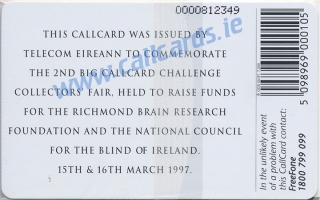 0000812349
THIS CALLCARD WAS ISSUED BY
TELECOM EIREANN TO COMMEMORATE
THE 2ND BIG CALLCARD CHALLENGE
COLLECTORS' FAIR, HELD TO RAISE FUNDS
FOR THE RICHMOND BRAIN RESEARCH
FOUNDATION AND THE NATIONAL COUNCIL
FOR THE BLIND OF IRELAND.
15TH & 16TH MARCH 1997.
www.callcards.ie
5 098969 000105
In the unlikely event
of a problem with
this CallCard contact:
FreeFone
1800 799 099